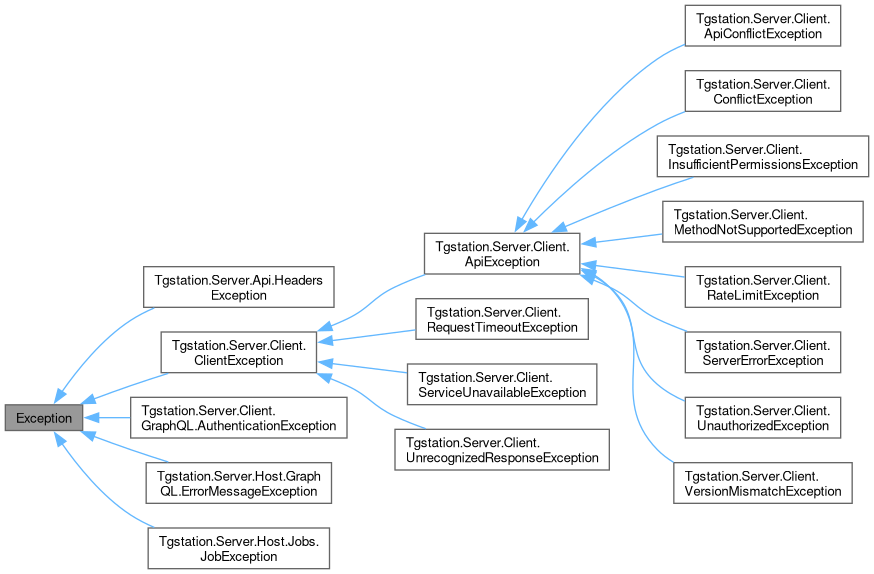 Exception
Tgstation.Server.Api.Headers
Exception
Tgstation.Server.Client.
ClientException
Tgstation.Server.Client.
GraphQL.AuthenticationException
Tgstation.Server.Host.Graph
QL.ErrorMessageException
Tgstation.Server.Host.Jobs.
JobException
Tgstation.Server.Client.
ApiException
Tgstation.Server.Client.
RequestTimeoutException
Tgstation.Server.Client.
ServiceUnavailableException
Tgstation.Server.Client.
UnrecognizedResponseException
Tgstation.Server.Client.
ApiConflictException
Tgstation.Server.Client.
ConflictException
Tgstation.Server.Client.
InsufficientPermissionsException
Tgstation.Server.Client.
MethodNotSupportedException
Tgstation.Server.Client.
RateLimitException
Tgstation.Server.Client.
ServerErrorException
Tgstation.Server.Client.
UnauthorizedException
Tgstation.Server.Client.
VersionMismatchException